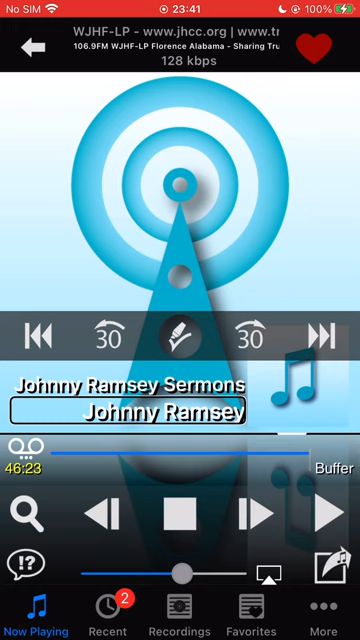 No SIM 23:41 100%
WJHF-LP - www.jhcc.org | www.tr
106.9FM WJHF-LP Florence Alabama - Sharing Tru
128 kbps
30 30
Johnny Ramsey Sermons
Johnny Ramsey
46:23 Buffer
!?
2
Now Playing Recent Recordings Favorites More